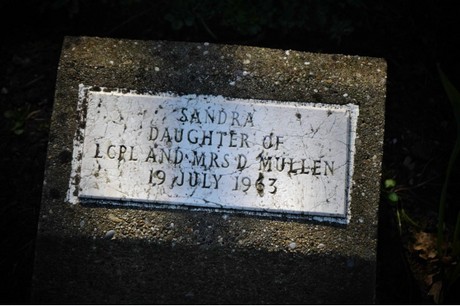 SANDRA
DAUGHTER OF
LCPL AND MRS D. MULLEN
19 JULY 1963